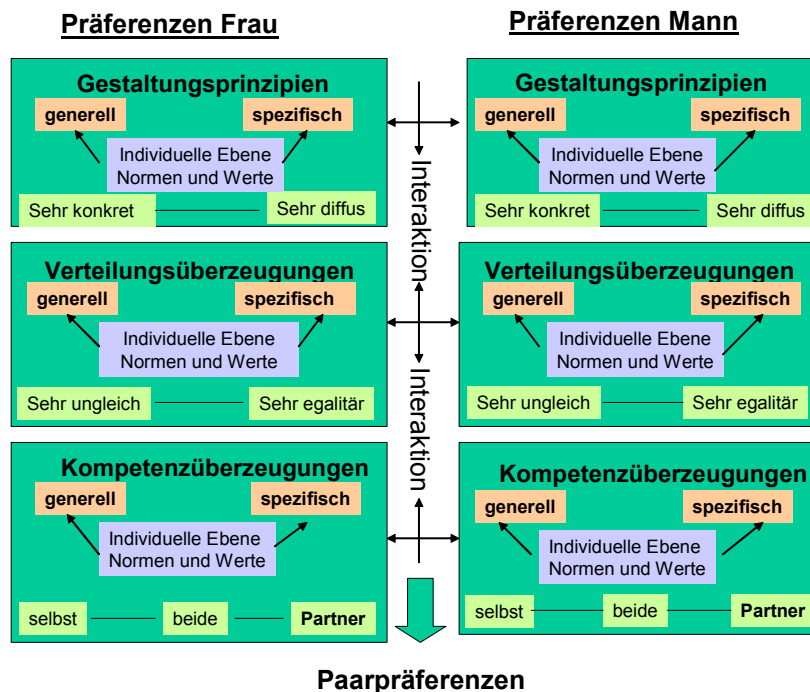 Präferenzen Frau
Präferenzen Mann
Gestaltungsprinzipien
generell
spezifisch
Individuelle Ebene
Normen und Werte
Sehr konkret
Sehr diffus
Gestaltungsprinzipien
generell
spezifisch
Individuelle Ebene
Normen und Werte
Sehr konkret
Sehr diffus
Interaktion
Verteilungsüberzeugungen
generell
spezifisch
Individuelle Ebene
Normen und Werte
Sehr ungleich
Sehr egalitär
Verteilungsüberzeugungen
generell
spezifisch
Individuelle Ebene
Normen und Werte
Sehr ungleich
Sehr egalitär
Interaktion
Kompetenzüberzeugungen
generell
spezifisch
Individuelle Ebene
Normen und Werte
selbst
beide
Partner
Kompetenzüberzeugungen
generell
spezifisch
Individuelle Ebene
Normen und Werte
selbst
beide
Partner
Paarpräferenzen